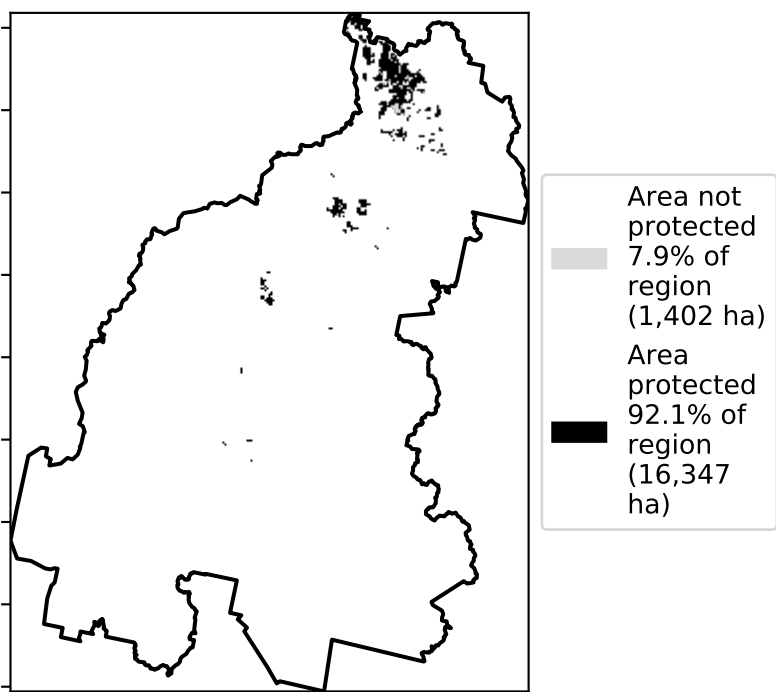 Area not
protected
7.9% of
region
(1,402 ha)
Area
protected
92.1% of
region
(16,347
ha)